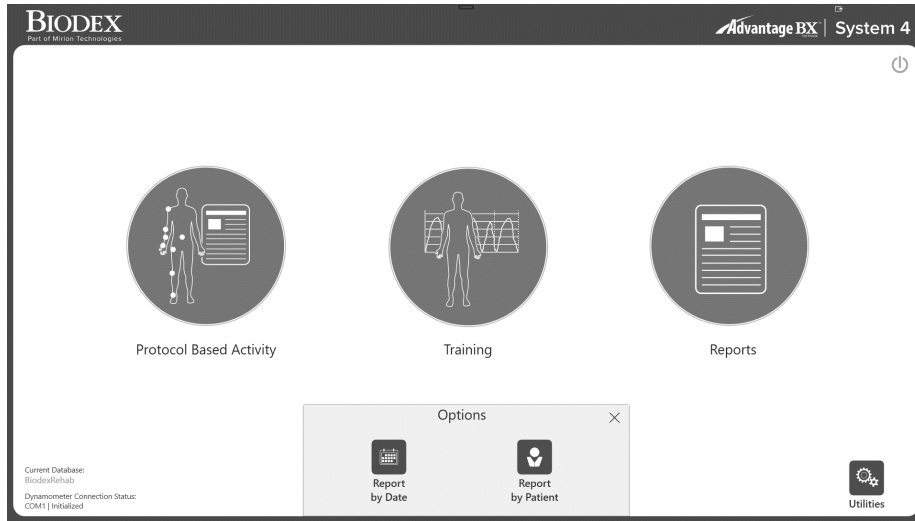 BIODEX
Part of Mirion Technologies
Advantage BX | System 4
Protocol Based Activity
Training
Reports
Options
Report
by Date
Report
by Patient
Current Database:
BiodexRehab
Dynamometer Connection Status:
COM1 | Initialized
Utilities